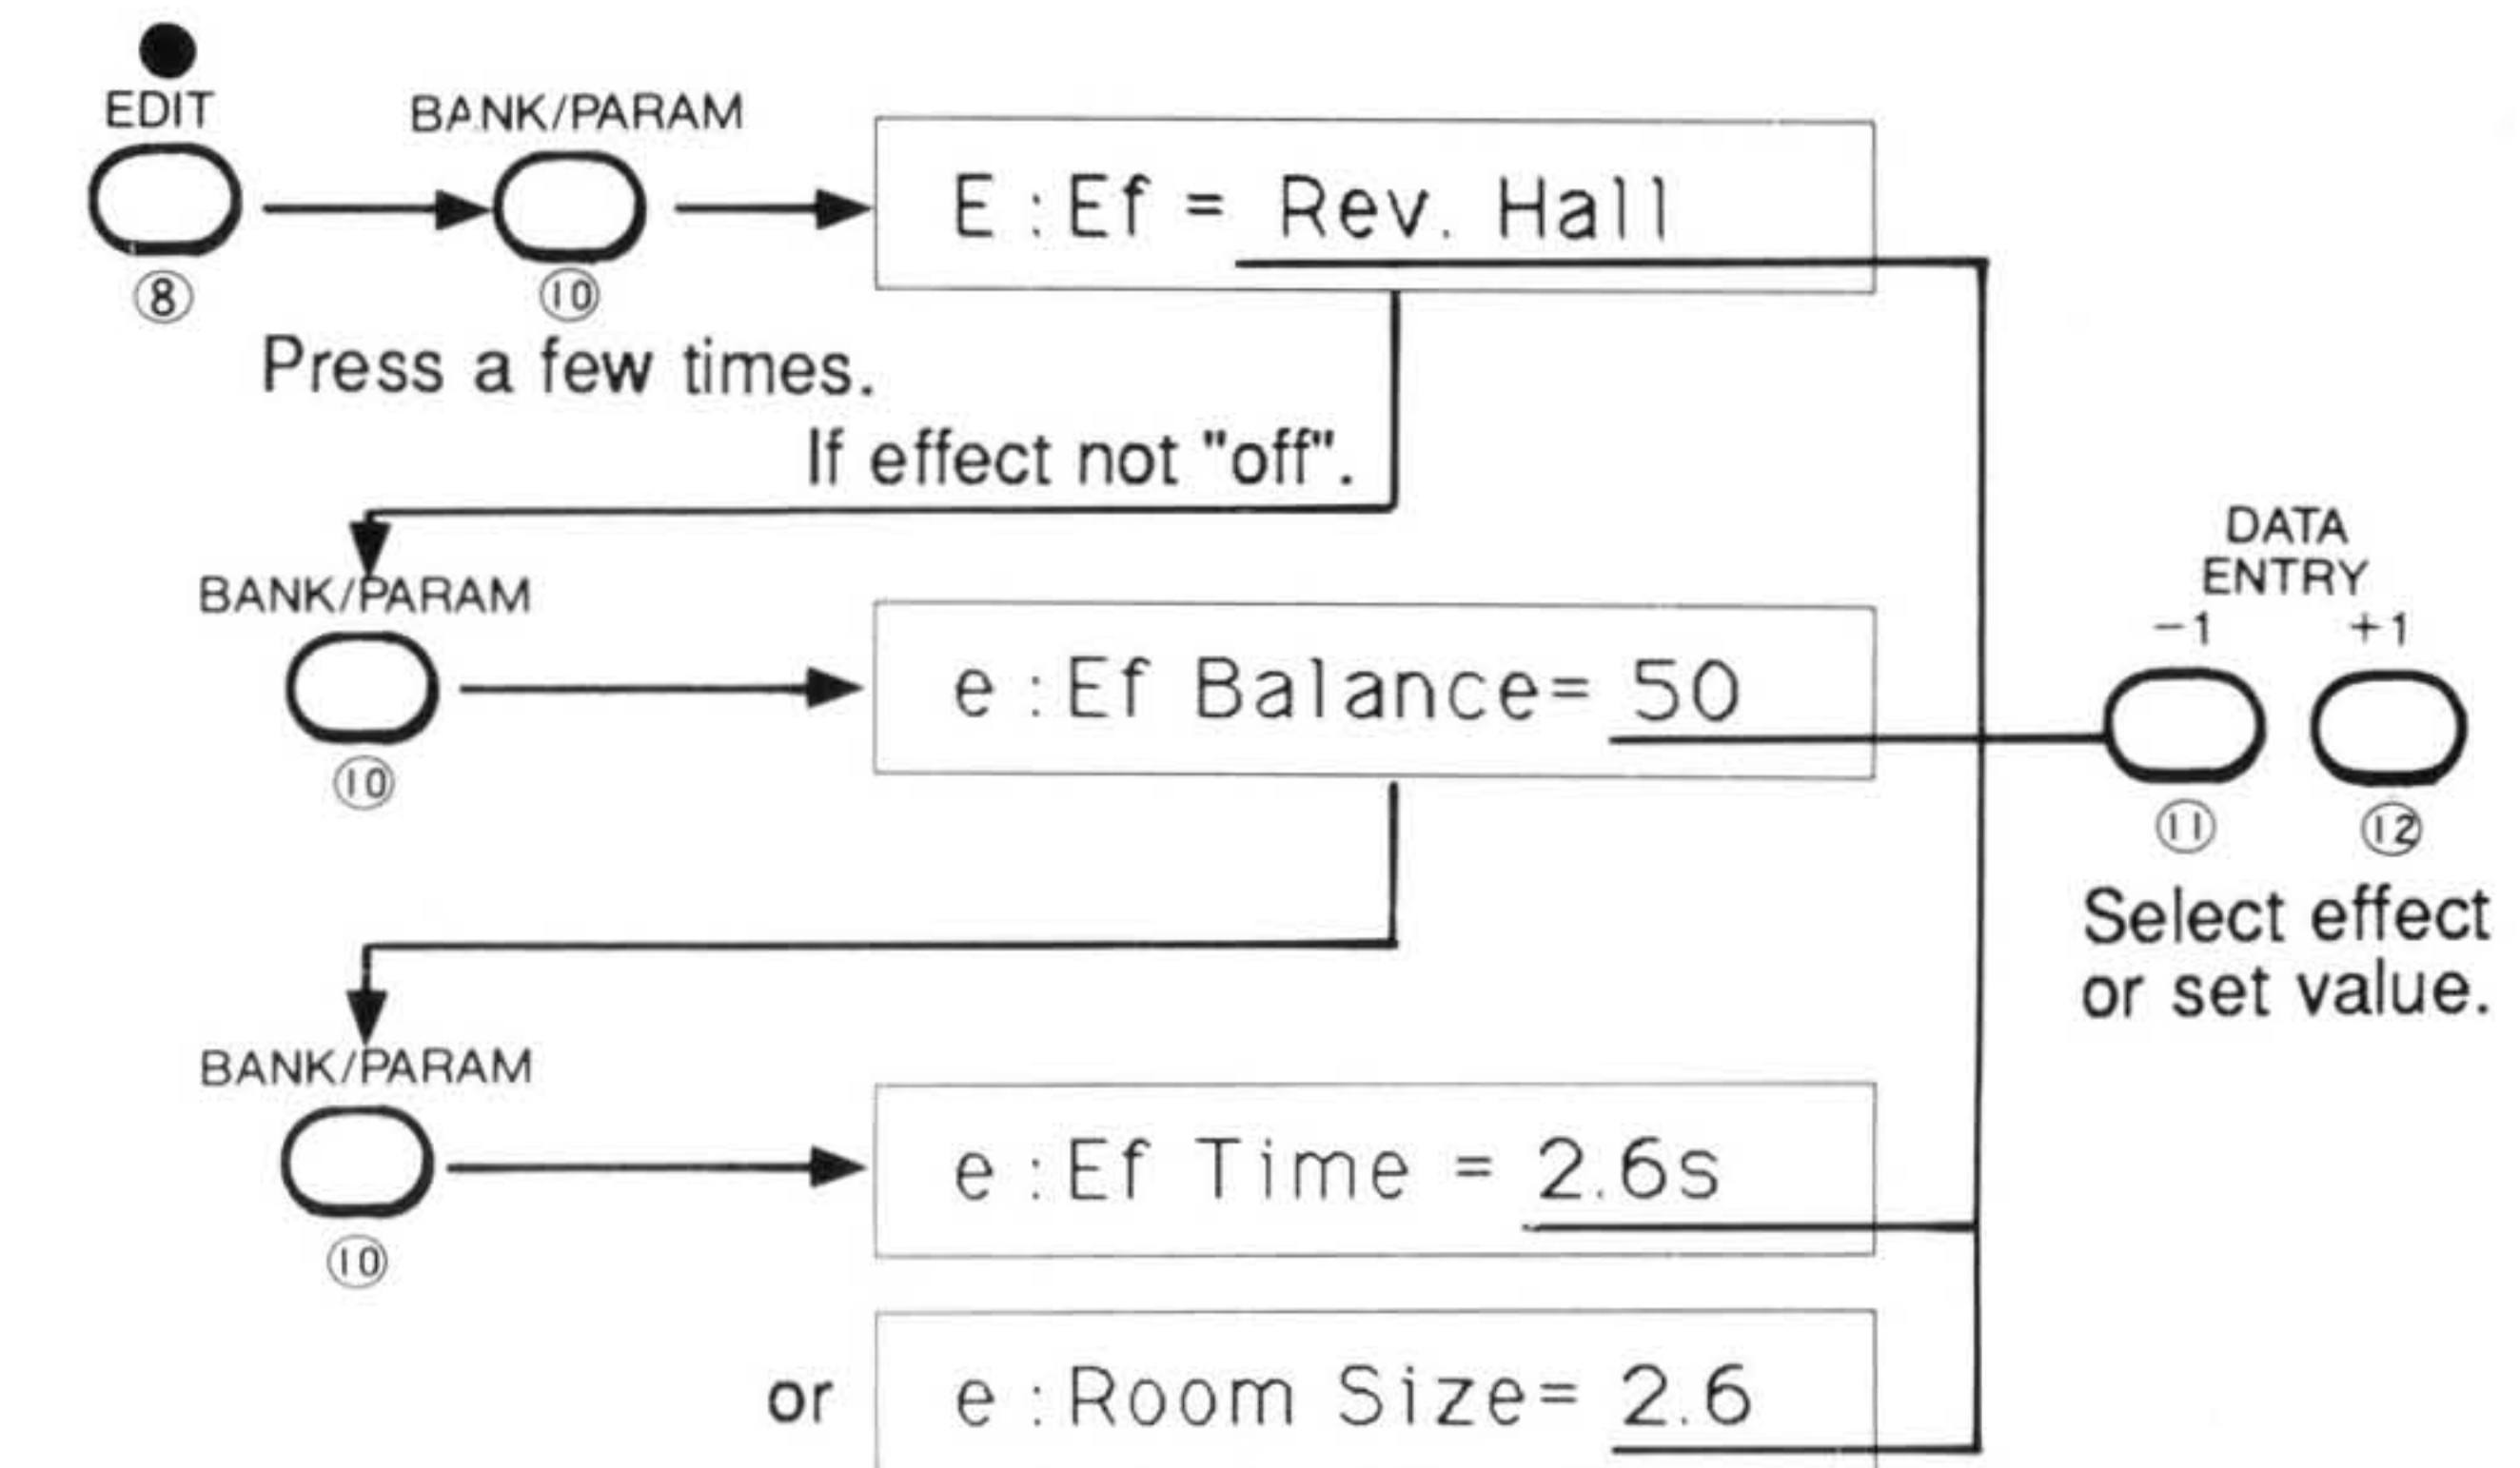 EDIT
BANK/PARAM
E:Ef = Rev. Hall
⑧
⑩
Press a few times.
If effect not "off".
BANK/PARAM
e:Ef Balance= 50
⑩
DATA
ENTRY
-1 +1
⑪ ⑫
Select effect
or set value.
BANK/PARAM
e:Ef Time = 2.6s
⑩
or
e:Room Size= 2.6